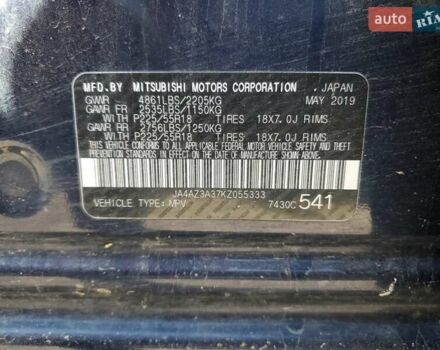 auto RIA
MFD.BY MITSUBISHI MOTORS CORPORATION , JAPAN
GVWR 4861LBS/2205KG MAY 2019
GAWR FR 2535LBS/1150KG
WITH P225/55R18 TIRES 18X7.0J RIMS
GAWR RR 2756LBS/1250KG
WITH P225/55R18 TIRES 18X7.0J RIMS
THIS VEHICLE CONFORMS TO ALL APPLICABLE FEDERAL MOTOR VEHICLE
SAFETY AND THEFT PREVENTION STANDARDS IN EFFECT ON THE DATE OF
MANUFACTURE SHOWN ABOVE.
JA4AZ3A37KZ055333
VEHICLE TYPE:MPV 7430C 541